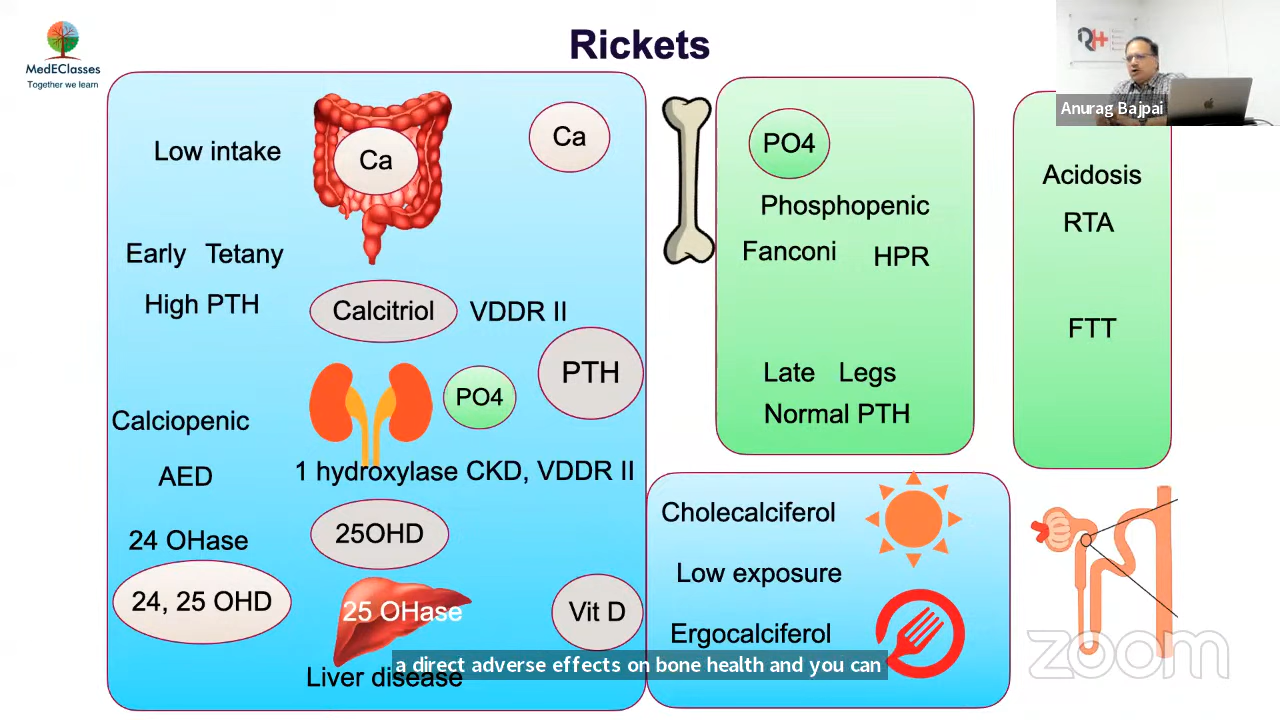 Rickets
MedEClasses
Together we learn
Anurag Bajpai
Low intake
Ca
Ca
Early Tetany
High PTH
Calcitriol
VDDR II
PTH
PO4
Calciopenic
AED
1 hydroxylase CKD, VDDR II
24 OHase
25OHD
24, 25 OHD
25 OHase
Vit D
Liver disease
PO4
Phosphopenic
Fanconi
HPR
Late Legs
Normal PTH
Acidosis
RTA
FTT
Cholecalciferol
Low exposure
Ergocalciferol
a direct adverse effects on bone health and you can
zoom